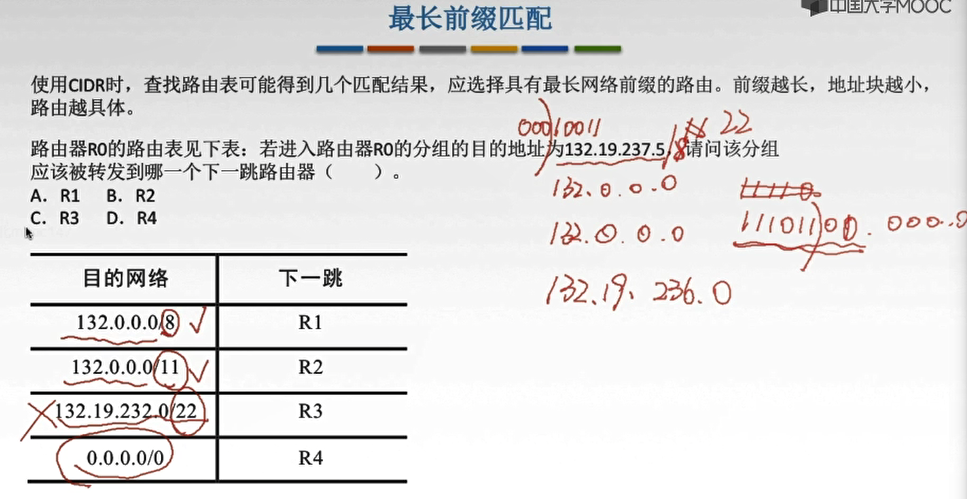 中国大学MOOC
最长前缀匹配
使用CIDR时，查找路由表可能得到几个匹配结果，应选择具有最长网络前缀的路由。前缀越长，地址块越小，
路由越具体。
00010011
22
路由器R0的路由表见下表：若进入路由器R0的分组的目的地址为132.19.237.5，请问该分组
应该被转发到哪一个下一跳路由器（ ）。
132.0.0.0
A. R1 B. R2
C. R3 D. R4
11101100.000..0
132.0.0.0
132.19.236.0
目的网络 下一跳
132.0.0.0/8 R1
132.0.0.0/11 R2
132.19.232.0/22 R3
0.0.0.0/0 R4